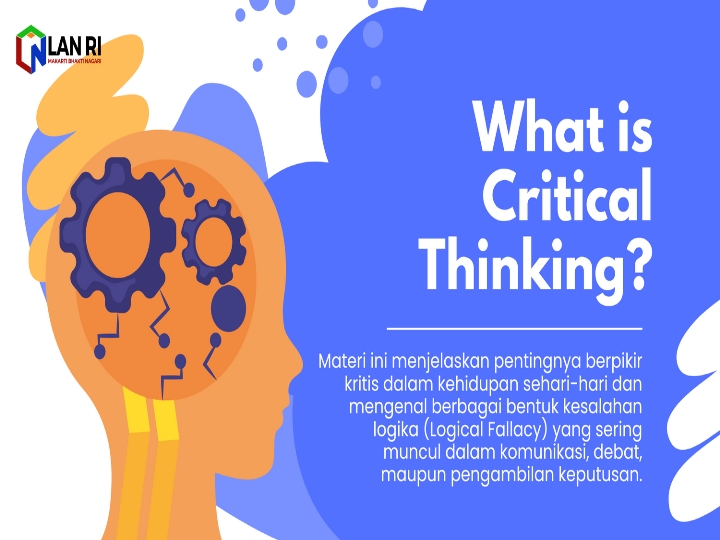 LAN RI
MAKARTI BHAKTI NAGARI
What is
Critical
Thinking?
Materi ini menjelaskan pentingnya berpikir
kritis dalam kehidupan sehari-hari dan
mengenal berbagai bentuk kesalahan
logika (Logical Fallacy) yang sering
muncul dalam komunikasi, debat,
maupun pengambilan keputusan.